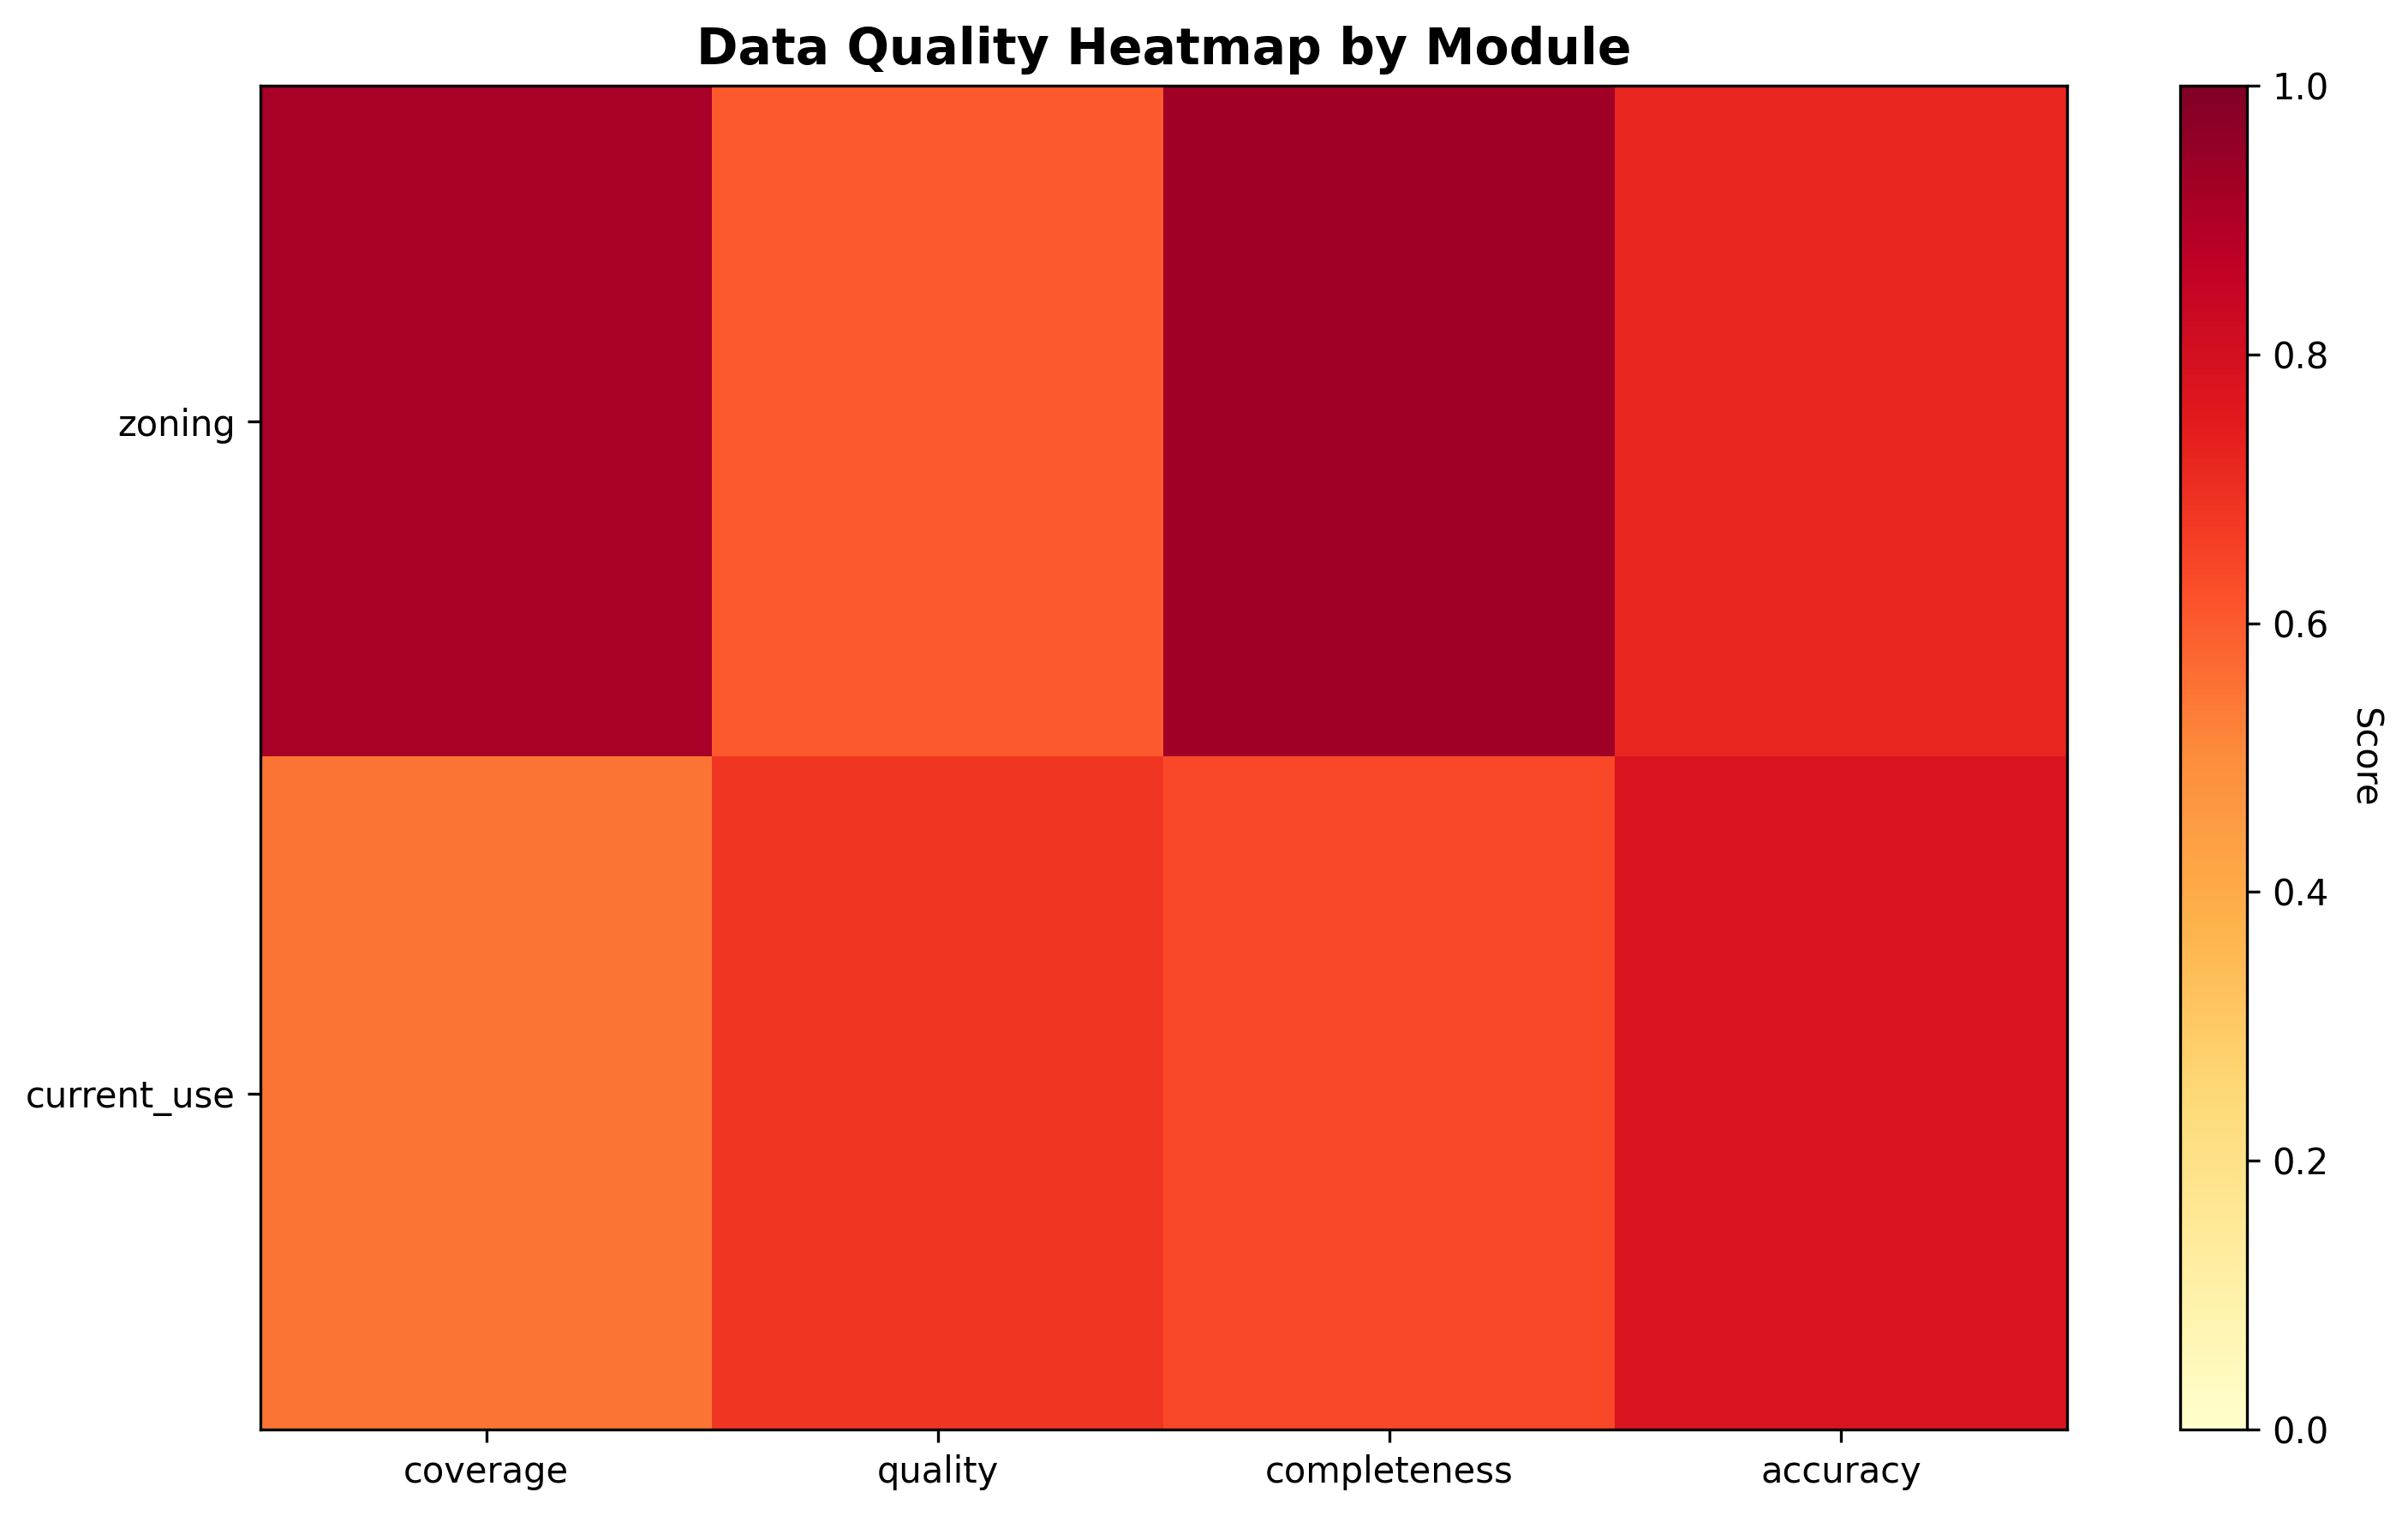 Data Quality Heatmap by Module
zoning
current_use
coverage
quality
completeness
accuracy
1.0
0.8
0.6
0.4
0.2
0.0
Score